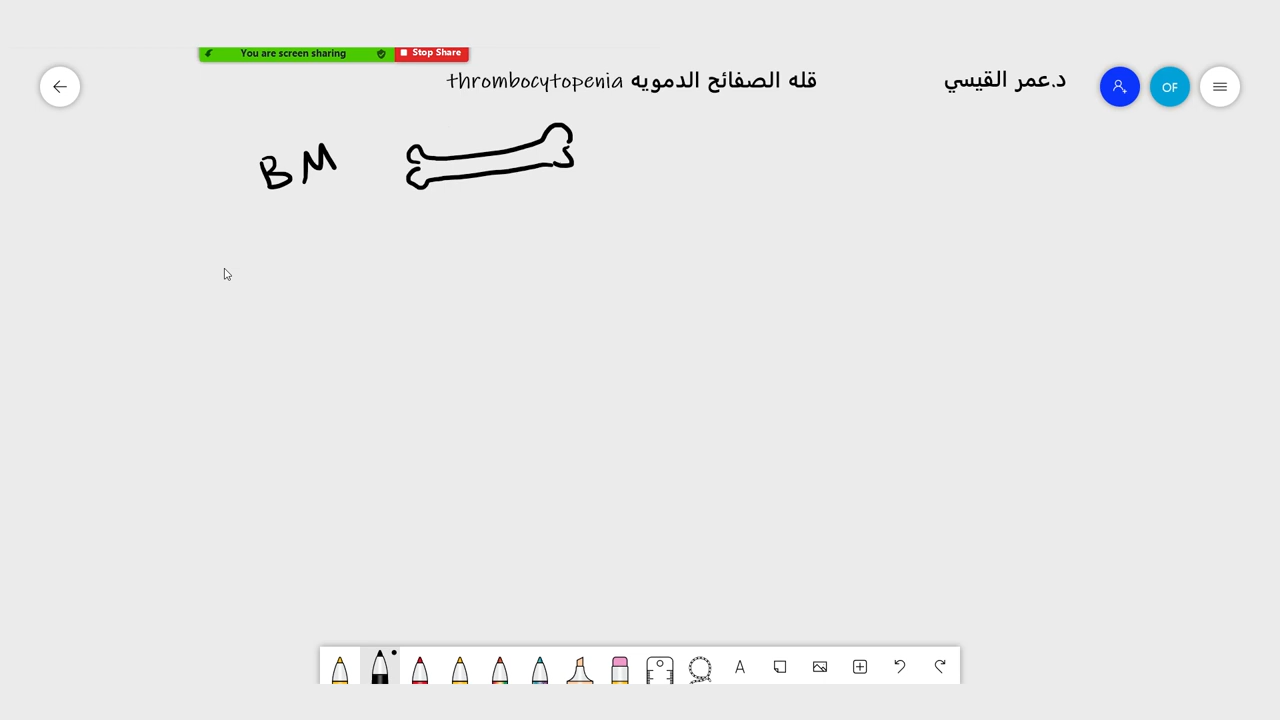 You are screen sharing
Stop Share
thrombocytopenia قله الصفائح الدمويه
د.عمر القيسي
OF
BM
A